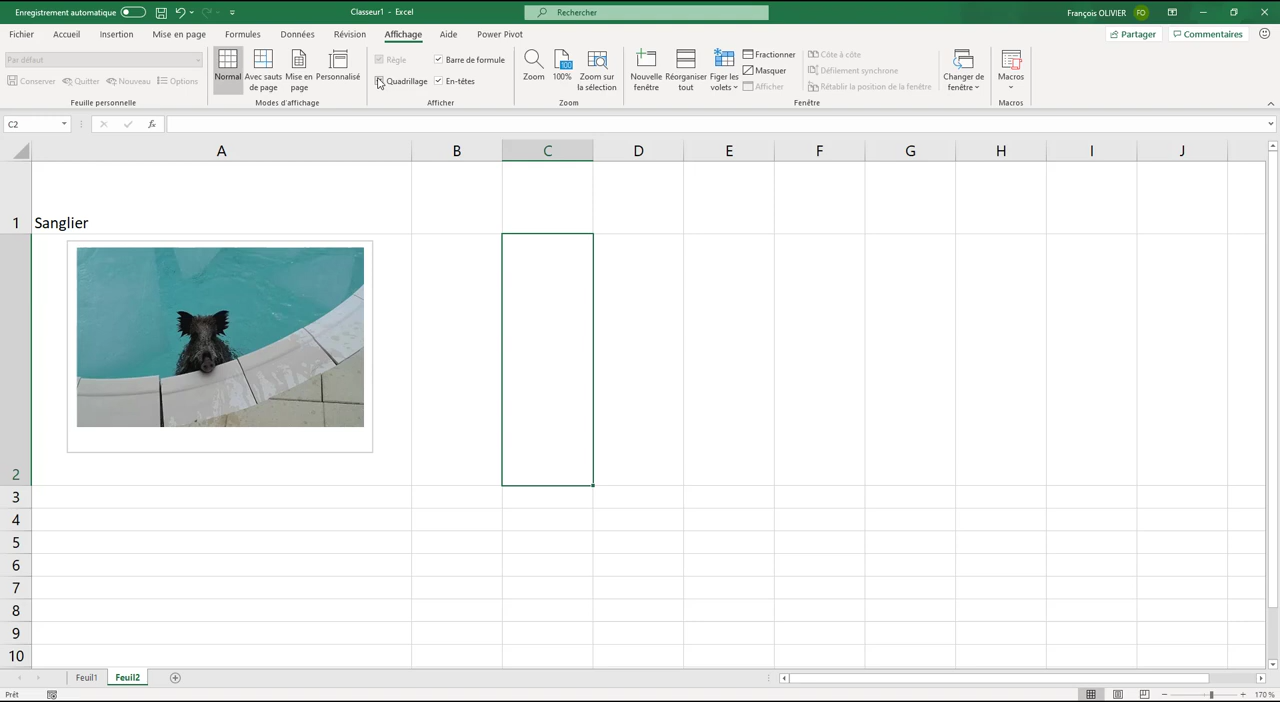 Enregistrement automatique
Classeur1 - Excel
Rechercher
François OLIVIER FO
Fichier Accueil Insertion Mise en page Formules Données Révision Affichage Aide Power Pivot
Partager Commentaires
Par défaut
Conserver Quitter Nouveau Options
Feuille personnelle
Normal
Avec sauts de page
Mise en page
Personnalisé
Modes d'affichage
Règle Barre de formule
Quadrillage En-têtes
Afficher
Zoom
100
100%
Zoom sur la sélection
Zoom
Nouvelle fenêtre
Réorganiser tout
Figer les volets
Fractionner
Masquer
Afficher
Côte à côte
Défilement synchrone
Rétablir la position de la fenêtre
Changer de fenêtre
Fenêtre
Macros
Macros
C2 fx
A B C D E F G H I J
1 Sanglier
2
3
4
5
6
7
8
9
10
Feuil1 Feuil2
Prêt 170 %